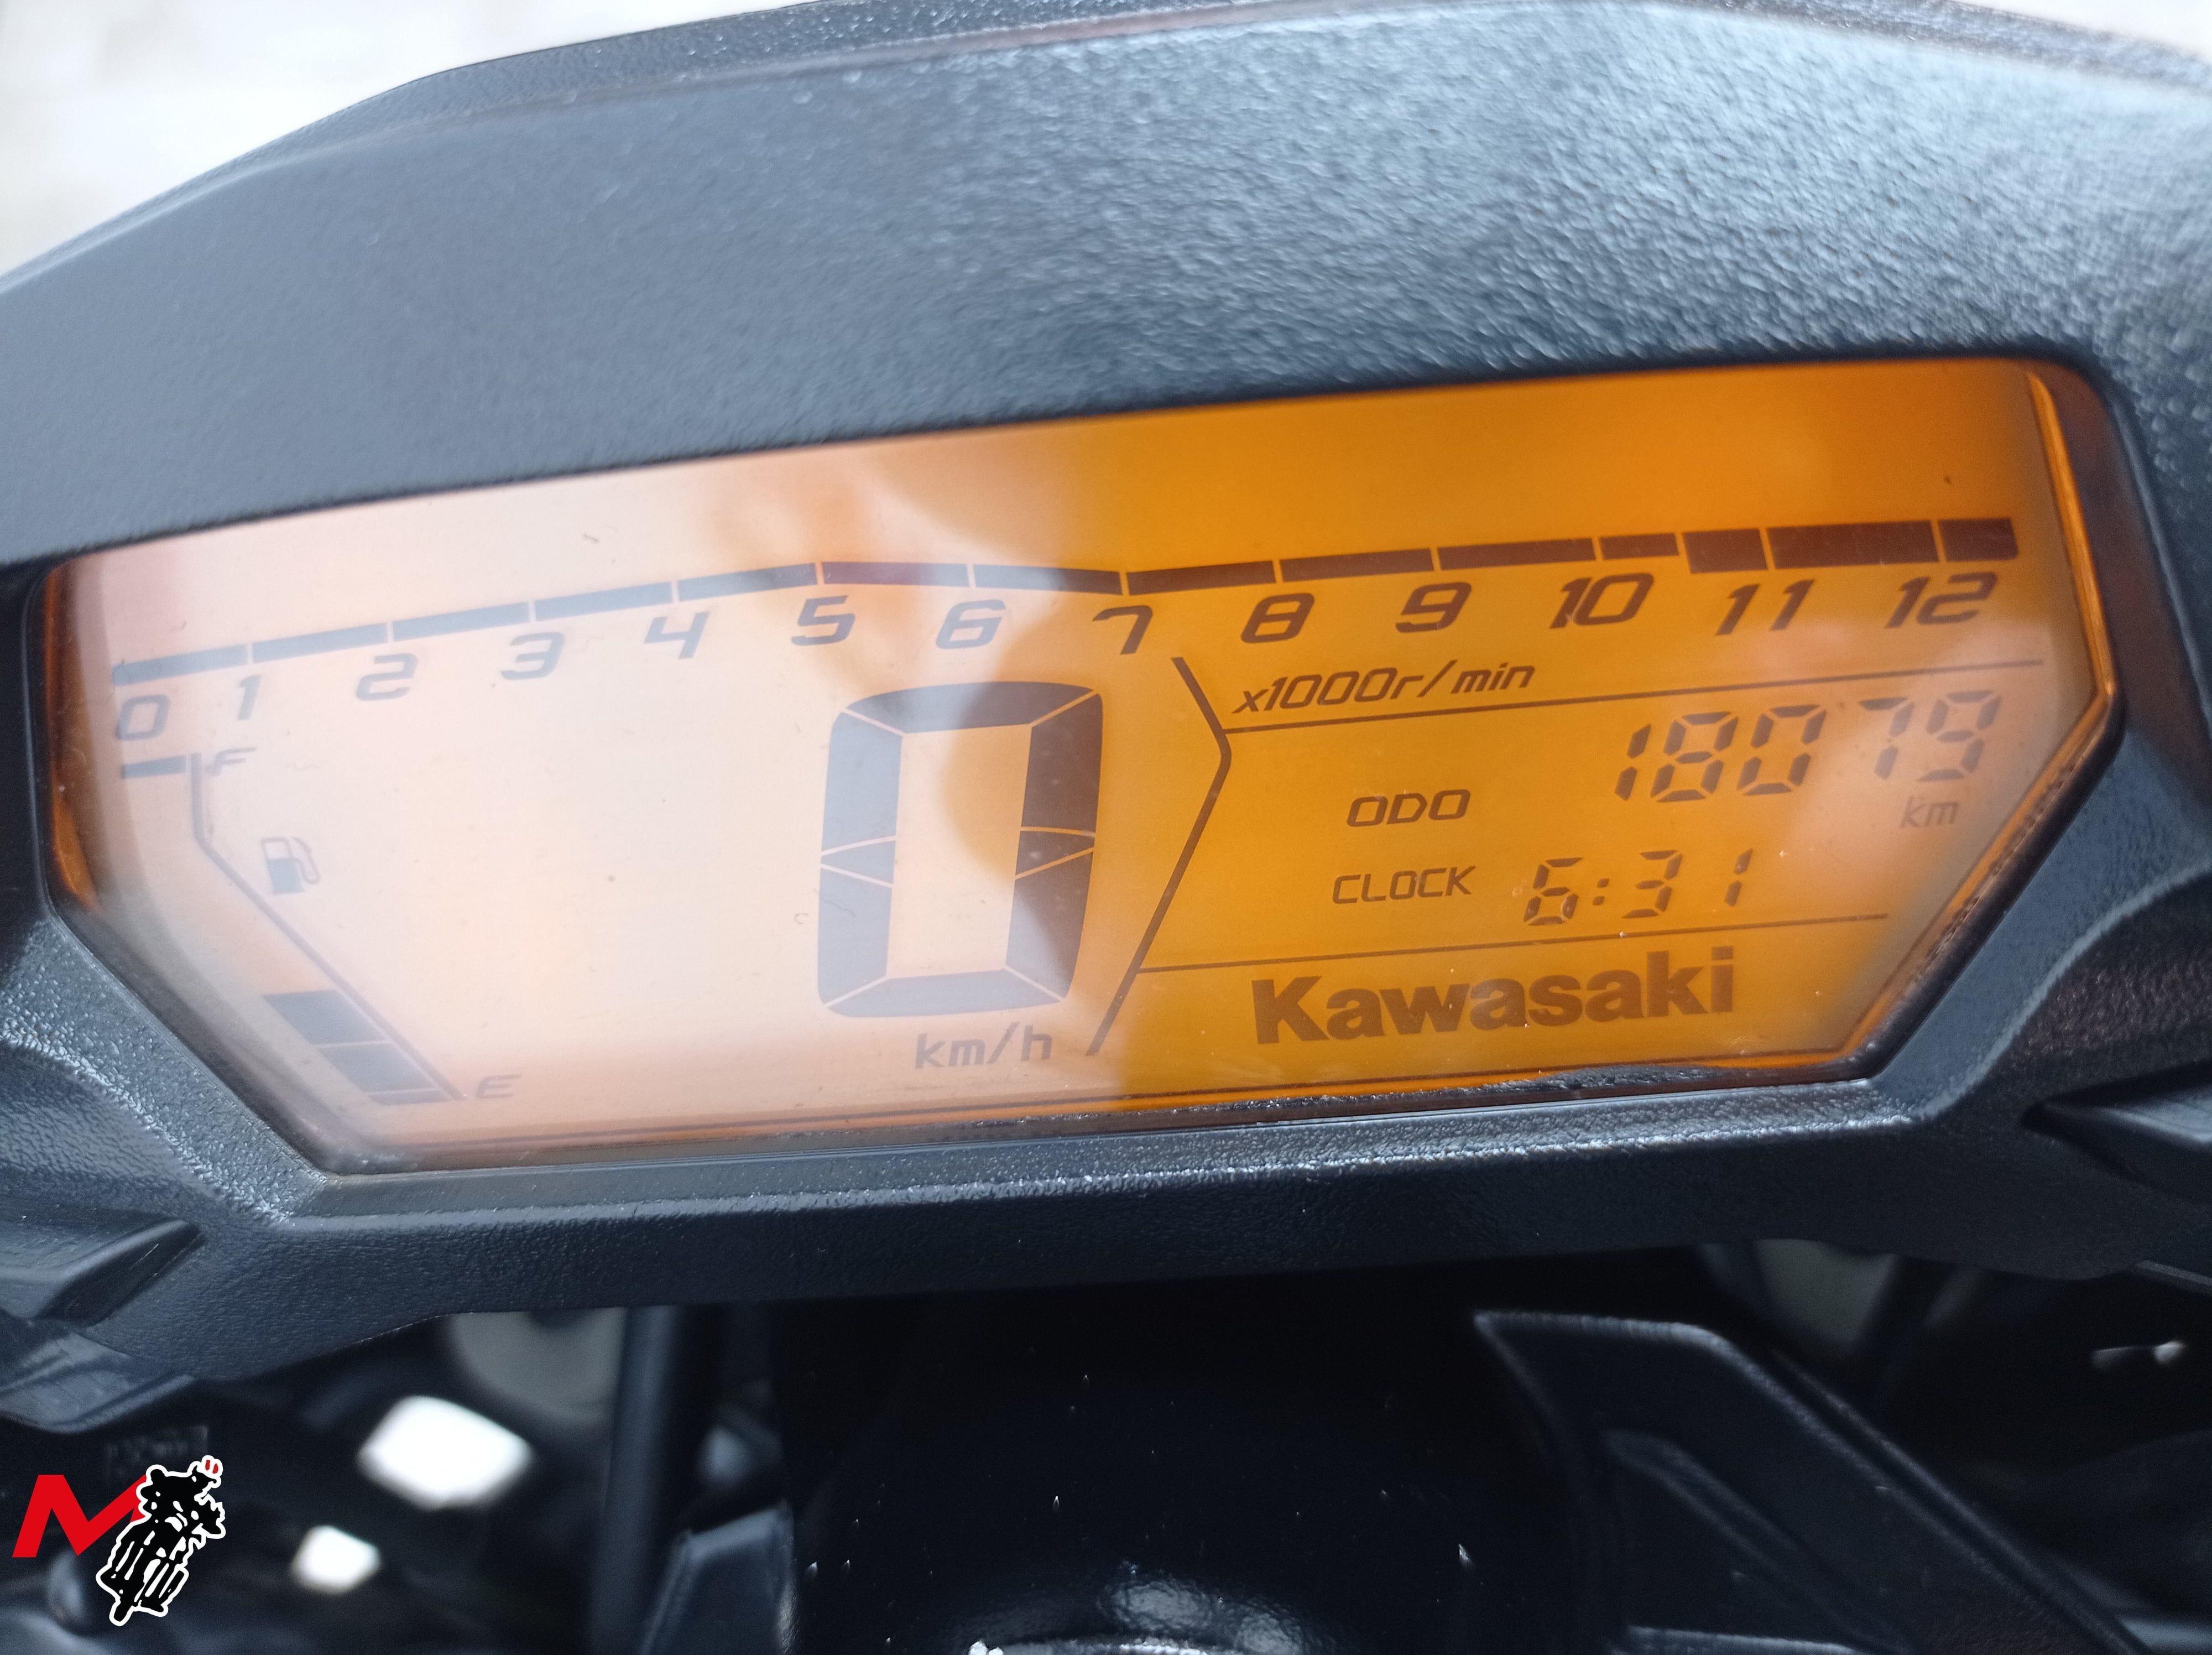 0 1 2 3 4 5 6 7 8 9 10 11 12
x1000r/min
F
ODO 18079
km
CLOCK 6:31
Kawasaki
0
km/h
E
M